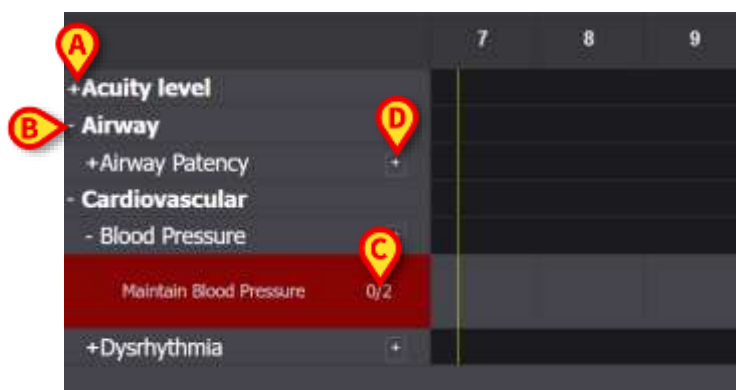 7 8 9
A
+Acuity level
B - Airway D
+Airway Patency +
- Cardiovascular
- Blood Pressure
C
Maintain Blood Pressure 0/2
+Dysrhythmia +